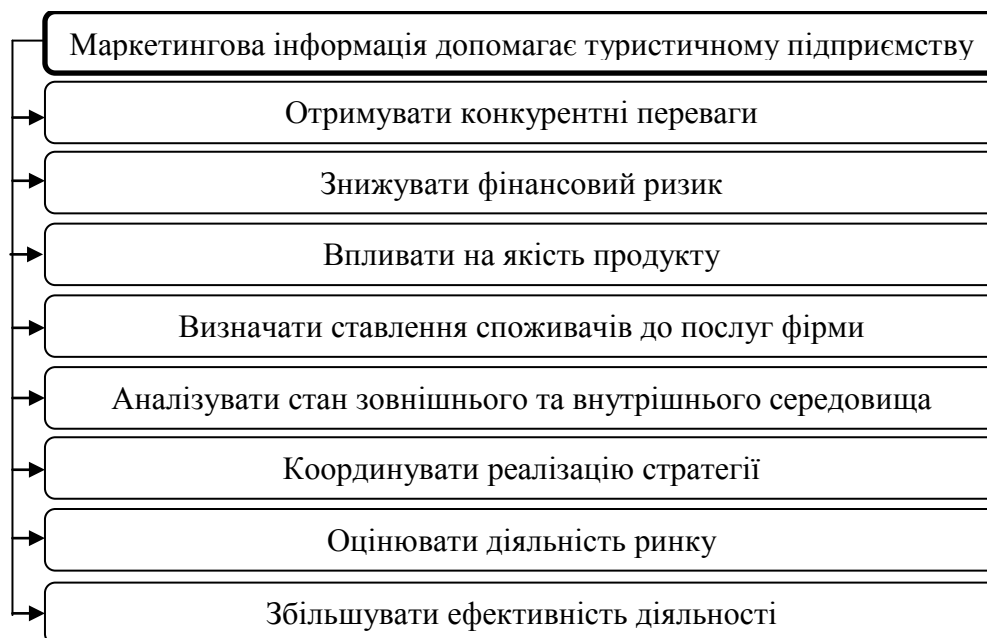 Маркетингова інформація допомагає туристичному підприємству
Отримувати конкурентні переваги
Знижувати фінансовий ризик
Впливати на якість продукту
Визначати ставлення споживачів до послуг фірми
Аналізувати стан зовнішнього та внутрішнього середовища
Координувати реалізацію стратегії
Оцінювати діяльність ринку
Збільшувати ефективність діяльності